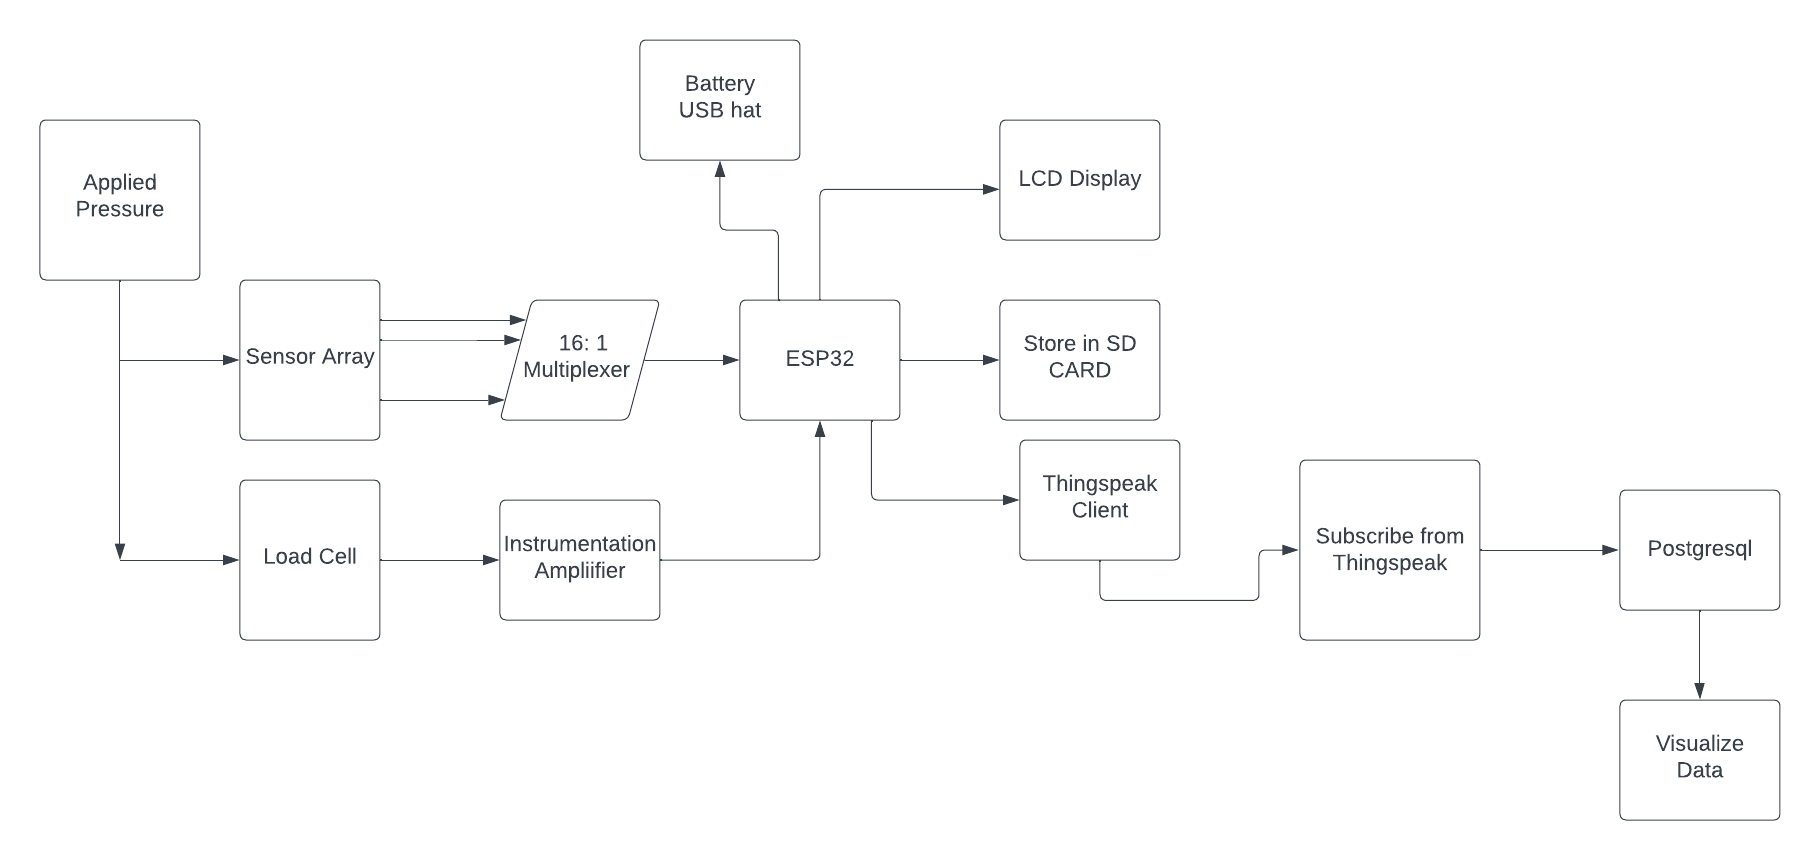 Battery
USB hat
Applied
Pressure
LCD Display
Sensor Array
16: 1
Multiplexer
ESP32
Store in SD
CARD
Load Cell
Instrumentation
Ampliifier
Thingspeak
Client
Subscribe from
Thingspeak
Postgresql
Visualize
Data